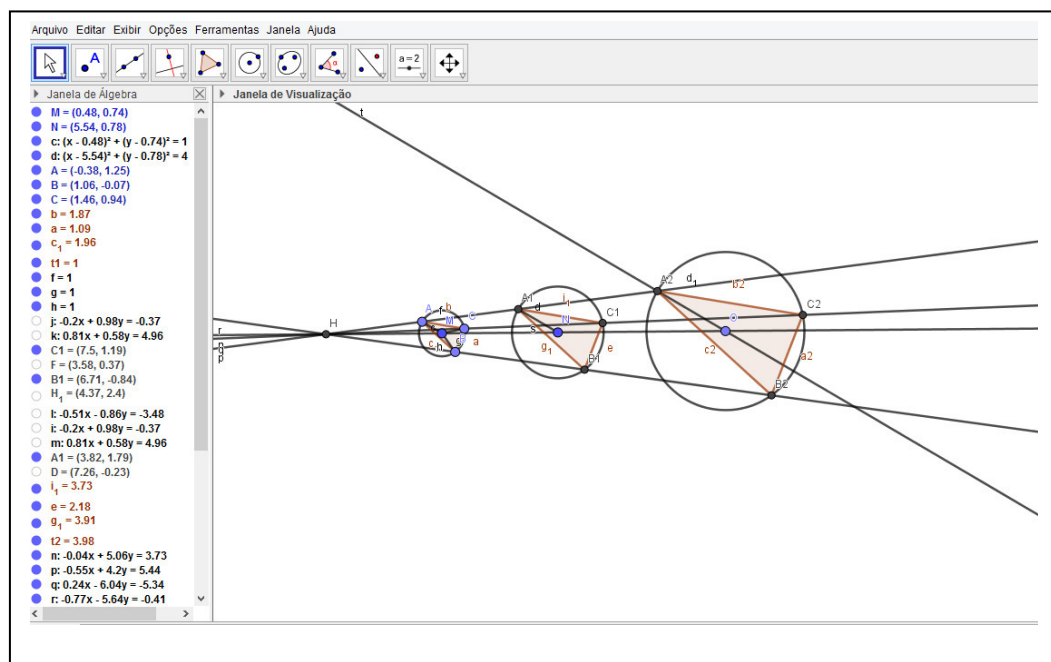 Arquivo Editar Exibir Opções Ferramentas Janela Ajuda
A
α
a = 2
Janela de Álgebra
Janela de Visualização
M = (0.48, 0.74)
N = (5.54, 0.78)
c: (x - 0.48)² + (y - 0.74)² = 1
d: (x - 5.54)² + (y - 0.78)² = 4
A = (-0.38, 1.25)
B = (1.06, -0.07)
C = (1.46, 0.94)
b = 1.87
a = 1.09
c₁ = 1.96
t1 = 1
f = 1
g = 1
h = 1
j: -0.2x + 0.98y = -0.37
k: 0.81x + 0.58y = 4.96
C1 = (7.5, 1.19)
F = (3.58, 0.37)
B1 = (6.71, -0.84)
H₁ = (4.37, 2.4)
l: -0.51x - 0.86y = -3.48
i: -0.2x + 0.98y = -0.37
m: 0.81x + 0.58y = 4.96
A1 = (3.82, 1.79)
D = (7.26, -0.23)
i₁ = 3.73
e = 2.18
g₁ = 3.91
t2 = 3.98
n: -0.04x + 5.06y = 3.73
p: -0.55x + 4.2y = 5.44
q: 0.24x - 6.04y = -5.34
r: -0.77x - 5.64y = -0.41
t
A2 d₁ b2
C2
A1 i₁
d
A f b
C1
H
M C
N
O
r
s
p
c h g a
g₁ e
c2 a2
B1
B2